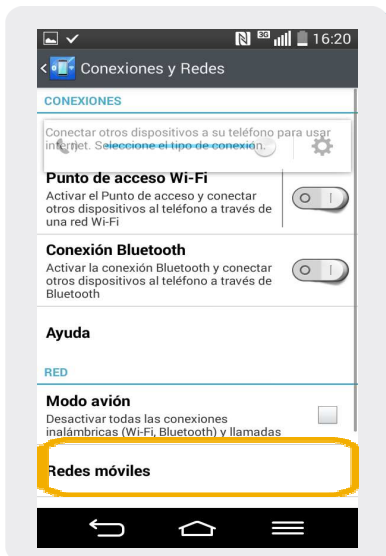 3G 16:20
Conexiones y Redes
CONEXIONES
Conectar otros dispositivos a su teléfono para usar
internet. Seleccione el tipo de conexión.
Punto de acceso Wi-Fi
Activar el Punto de acceso y conectar
otros dispositivos al teléfono a través de
una red Wi-Fi
Conexión Bluetooth
Activar la conexión Bluetooth y conectar
otros dispositivos al teléfono a través de
Bluetooth
Ayuda
RED
Modo avión
Desactivar todas las conexiones
inalámbricas (Wi-Fi, Bluetooth) y llamadas
Redes móviles